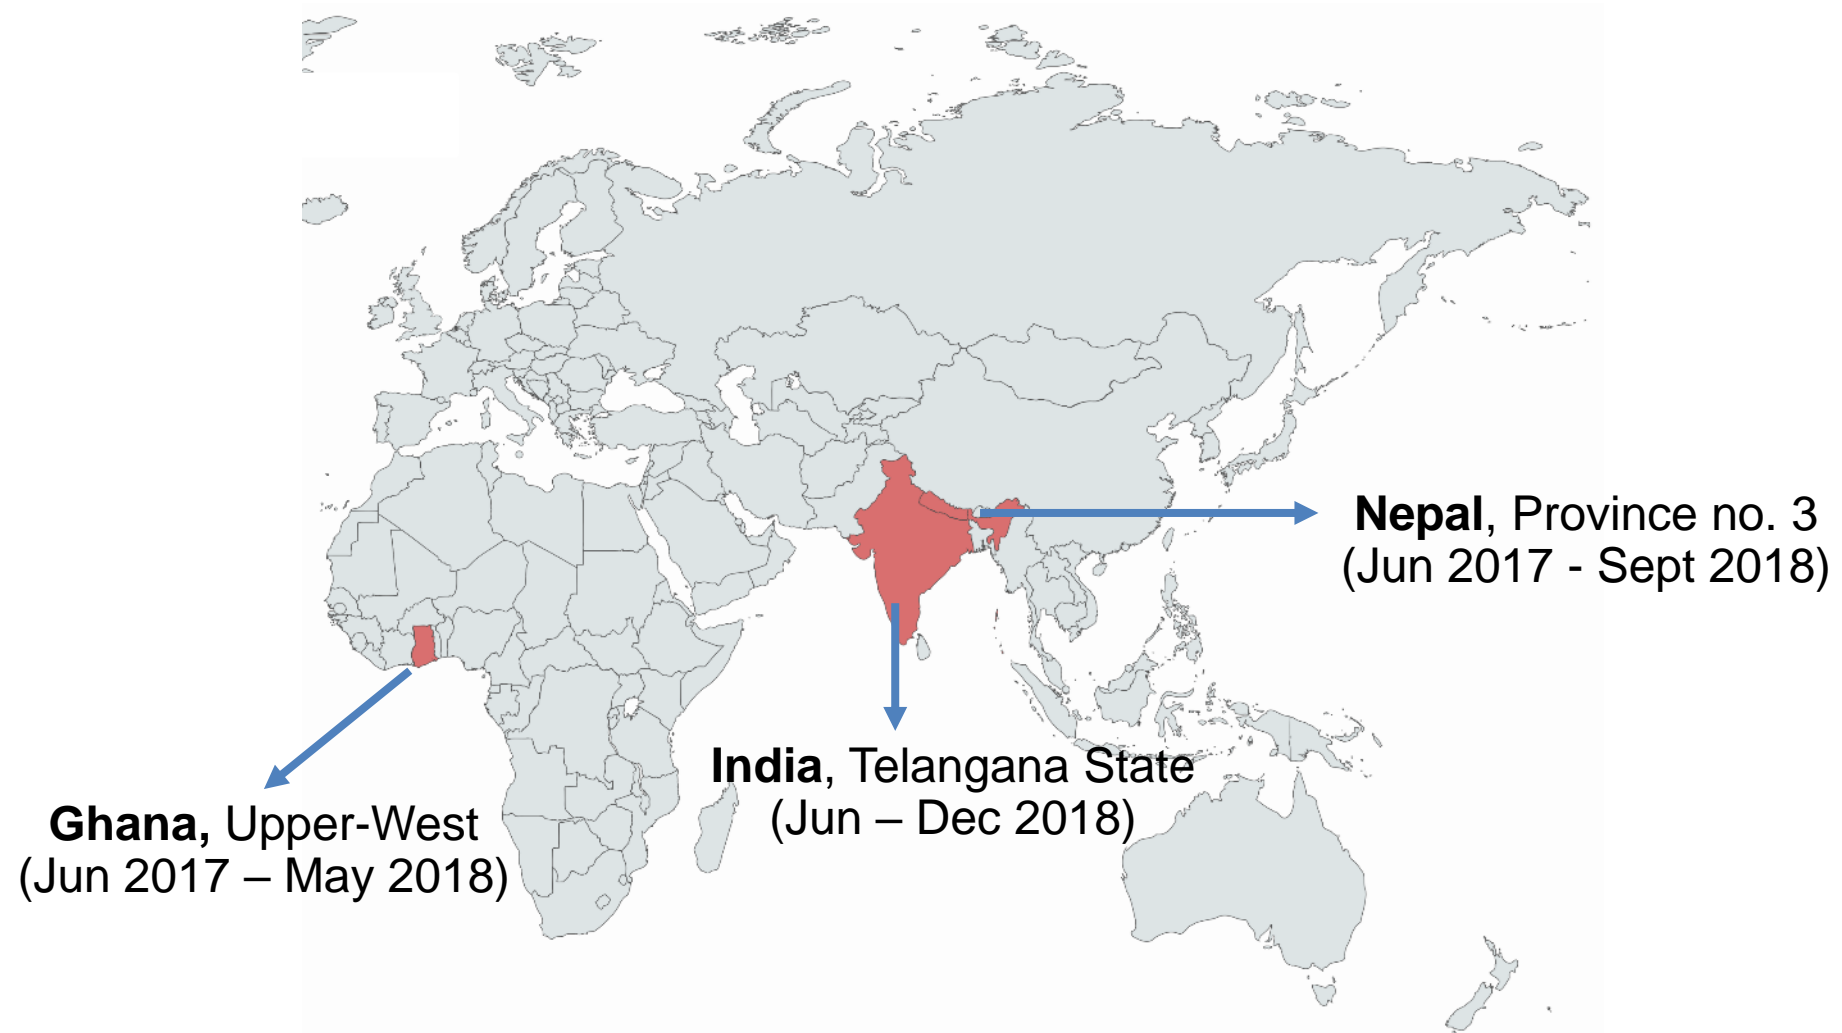 Nepal, Province no. 3
(Jun 2017 - Sept 2018)
India, Telangana State
(Jun – Dec 2018)
Ghana, Upper-West
(Jun 2017 – May 2018)